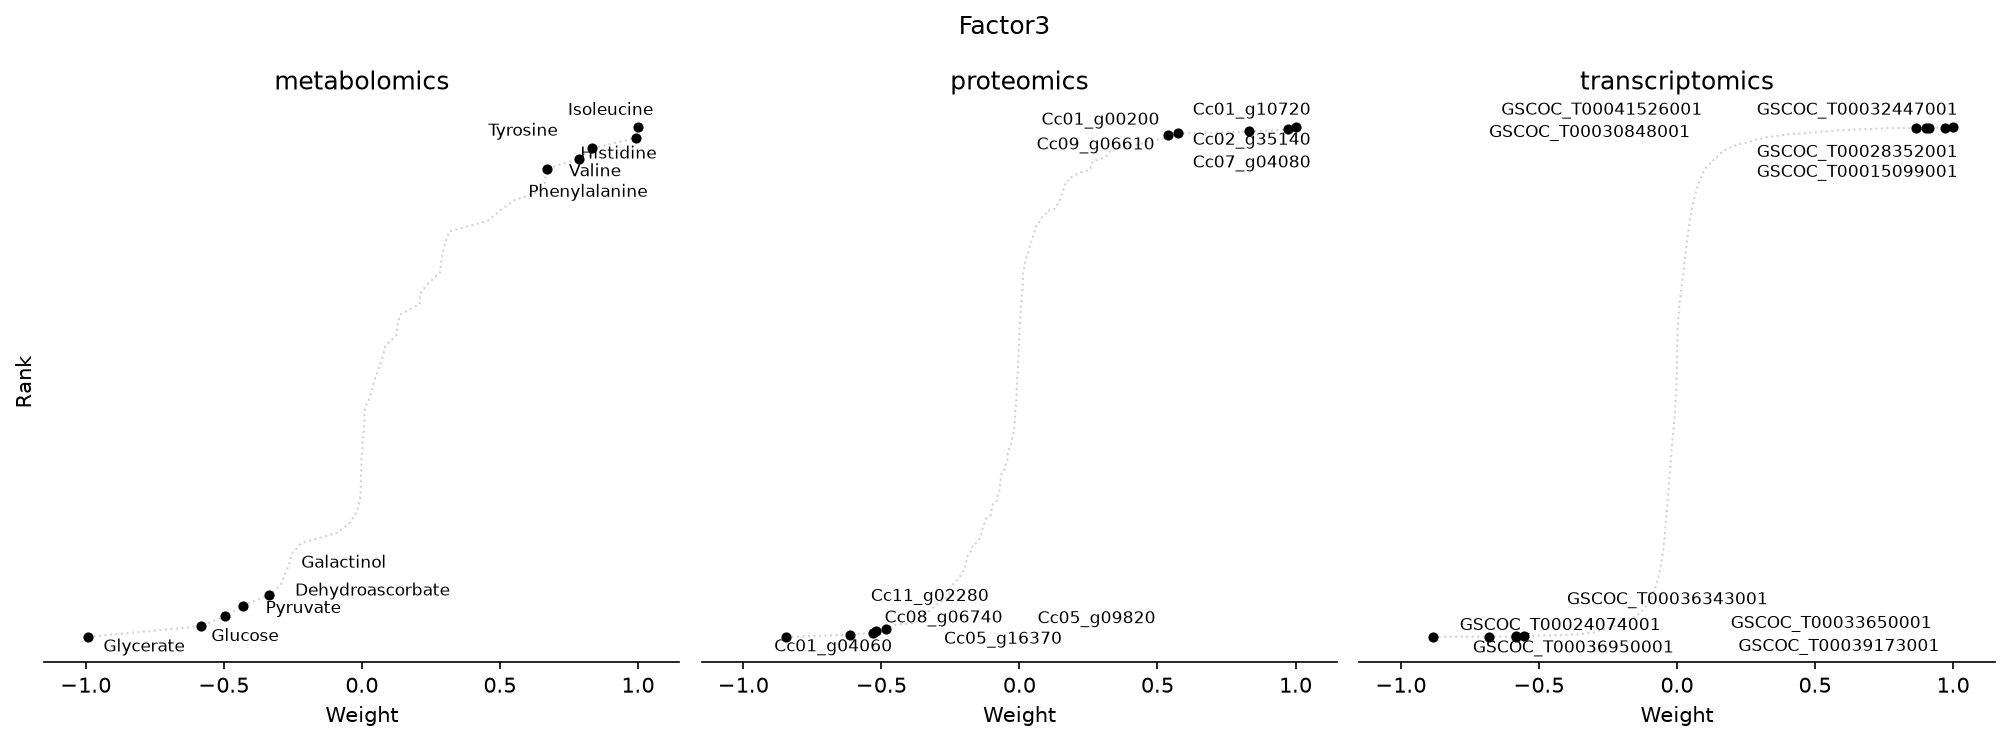 Factor3
metabolomics
Isoleucine
Tyrosine
Histidine
Valine
Phenylalanine
Rank
Galactinol
Dehydroascorbate
Pyruvate
Glucose
Glycerate
−1.0 −0.5 0.0 0.5 1.0
Weight
proteomics
Cc01_g10720
Cc01_g00200
Cc02_g35140
Cc09_g06610
Cc07_g04080
Cc11_g02280
Cc08_g06740
Cc05_g09820
Cc05_g16370
Cc01_g04060
−1.0 −0.5 0.0 0.5 1.0
Weight
transcriptomics
GSCOC_T00041526001
GSCOC_T00032447001
GSCOC_T00030848001
GSCOC_T00028352001
GSCOC_T00015099001
GSCOC_T00036343001
GSCOC_T00024074001
GSCOC_T00033650001
GSCOC_T00036950001
GSCOC_T00039173001
−1.0 −0.5 0.0 0.5 1.0
Weight